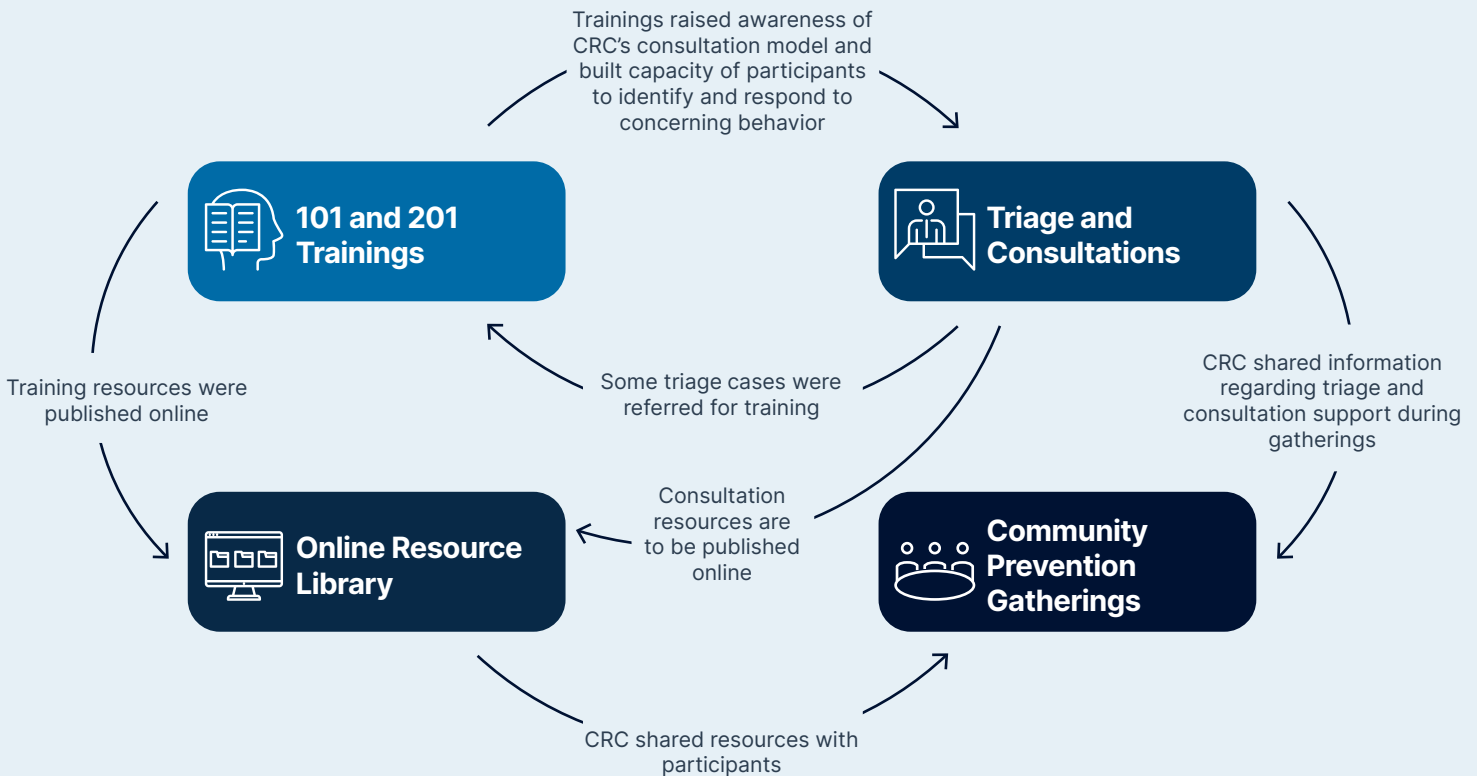 Trainings raised awareness of
CRC’s consultation model and
built capacity of participants
to identify and respond to
concerning behavior
101 and 201
Trainings
Triage and
Consultations
Training resources were
published online
Some triage cases were
referred for training
CRC shared information
regarding triage and
consultation support during
gatherings
Consultation
resources are
to be published
online
Online Resource
Library
Community
Prevention
Gatherings
CRC shared resources with
participants